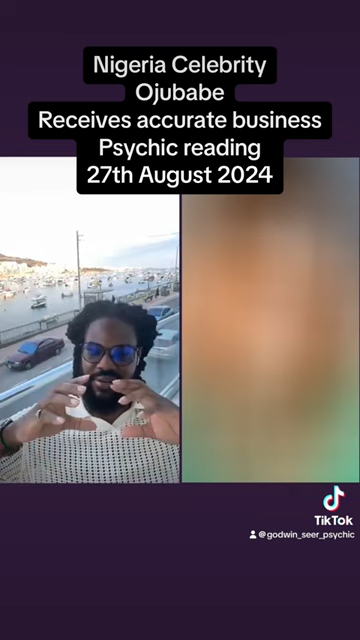 Nigeria Celebrity
Ojubabe
Receives accurate business
Psychic reading
27th August 2024
TikTok
@godwin_seer_psychic